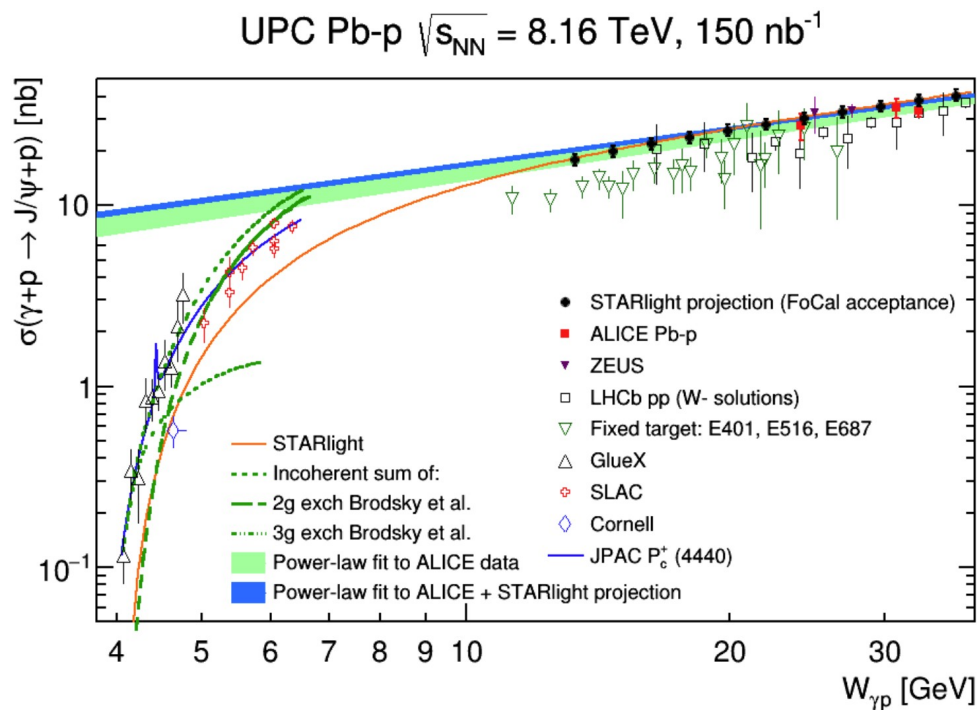 UPC Pb-p √s_NN = 8.16 TeV, 150 nb⁻¹
σ(γ+p → J/ψ+p) [nb]
10
1
10⁻¹
STARlight projection (FoCal acceptance)
ALICE Pb-p
ZEUS
LHCb pp (W- solutions)
Fixed target: E401, E516, E687
GlueX
SLAC
Cornell
JPAC P_c⁺ (4440)
STARlight
Incoherent sum of:
2g exch Brodsky et al.
3g exch Brodsky et al.
Power-law fit to ALICE data
Power-law fit to ALICE + STARlight projection
4 5 6 7 8 9 10 20 30
W_γp [GeV]